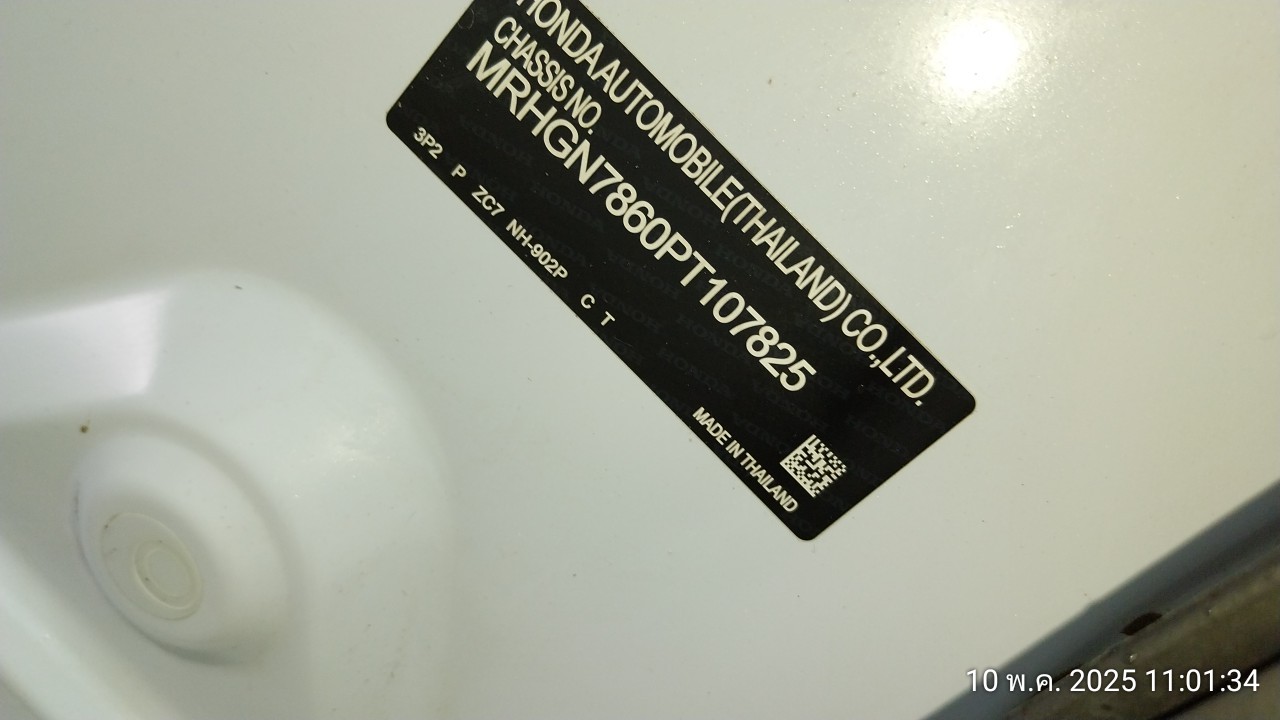 HONDA AUTOMOBILE (THAILAND) CO.,LTD.
CHASSIS NO.
MRHGN7860PT107825
3P2 P ZC7 NH-902P C T
MADE IN THAILAND
10 พ.ค. 2025 11:01:34